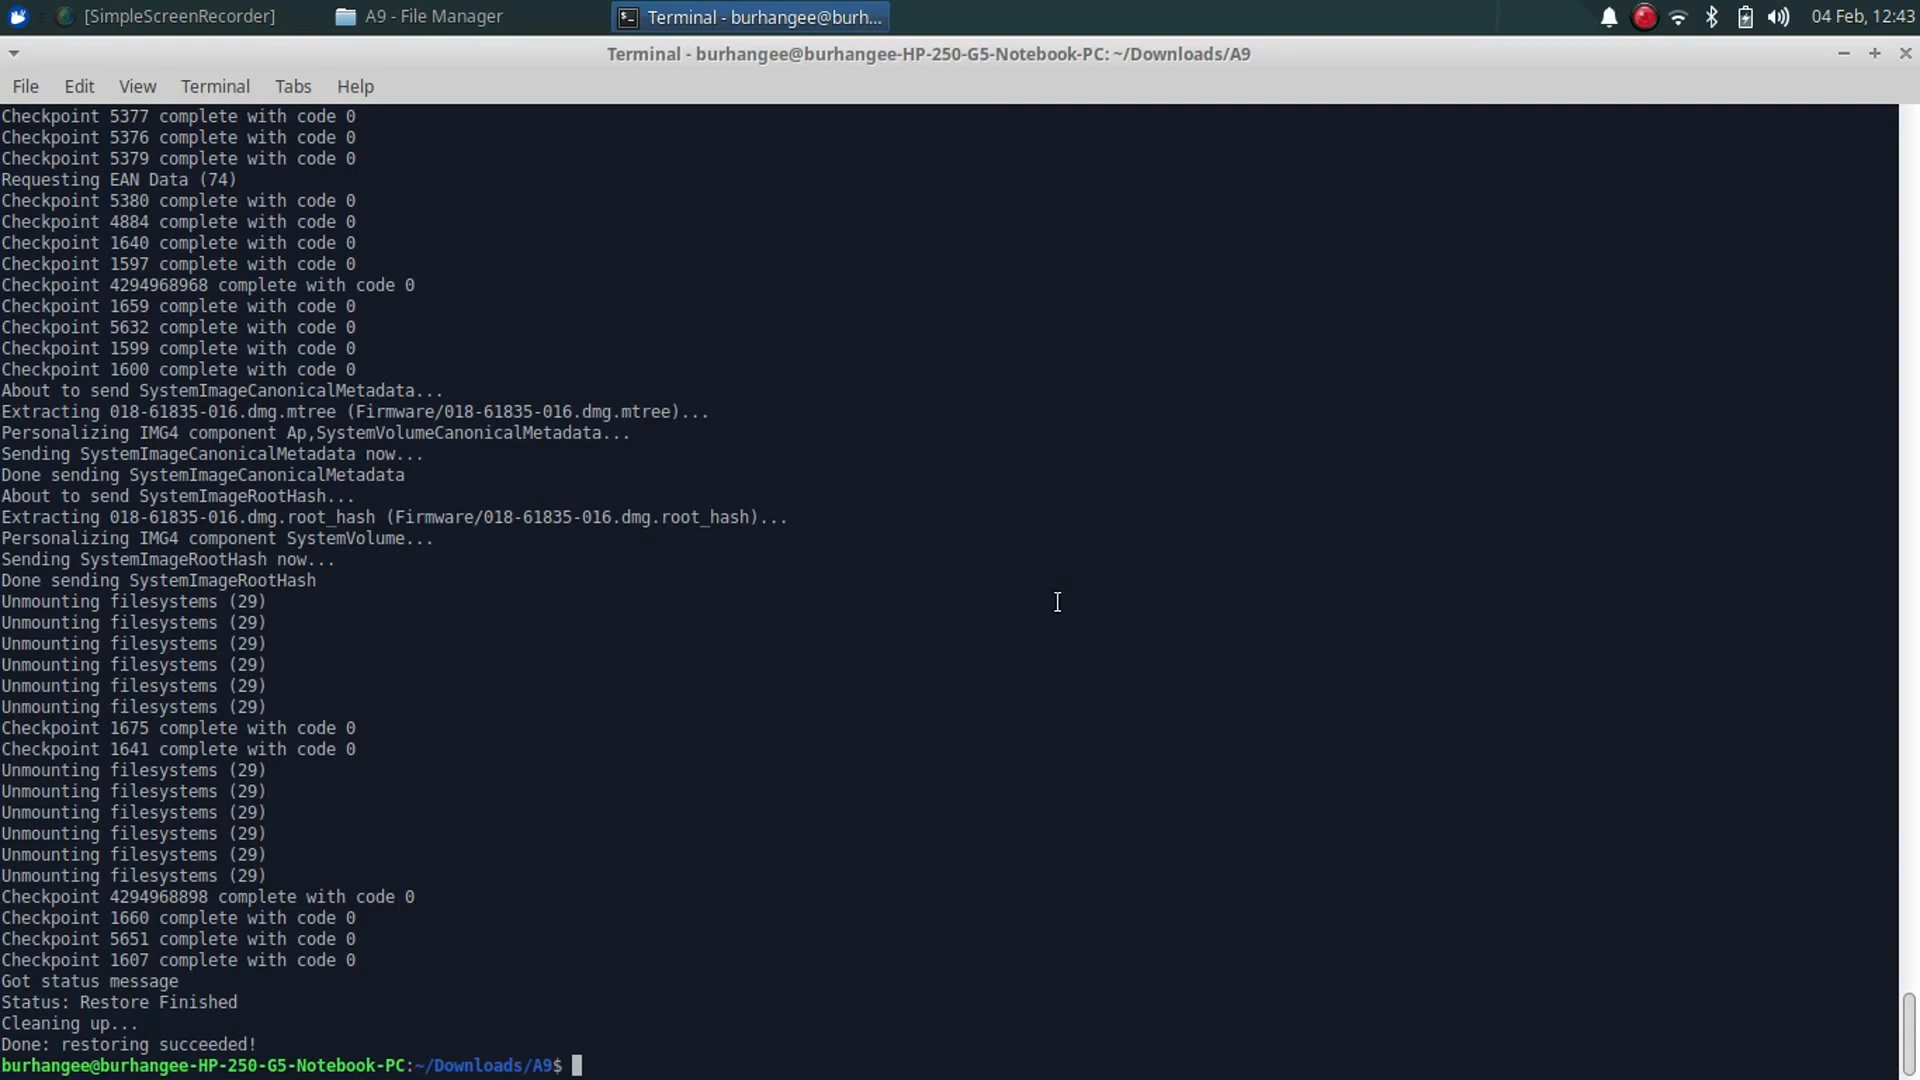 [SimpleScreenRecorder]
A9 - File Manager
Terminal - burhangee@burh...
04 Feb, 12:43
Terminal - burhangee@burhangee-HP-250-G5-Notebook-PC: ~/Downloads/A9
File Edit View Terminal Tabs Help
Checkpoint 5377 complete with code 0
Checkpoint 5376 complete with code 0
Checkpoint 5379 complete with code 0
Requesting EAN Data (74)
Checkpoint 5380 complete with code 0
Checkpoint 4884 complete with code 0
Checkpoint 1640 complete with code 0
Checkpoint 1597 complete with code 0
Checkpoint 4294968968 complete with code 0
Checkpoint 1659 complete with code 0
Checkpoint 5632 complete with code 0
Checkpoint 1599 complete with code 0
Checkpoint 1600 complete with code 0
About to send SystemImageCanonicalMetadata...
Extracting 018-61835-016.dmg.mtree (Firmware/018-61835-016.dmg.mtree)...
Personalizing IMG4 component Ap,SystemVolumeCanonicalMetadata...
Sending SystemImageCanonicalMetadata now...
Done sending SystemImageCanonicalMetadata
About to send SystemImageRootHash...
Extracting 018-61835-016.dmg.root_hash (Firmware/018-61835-016.dmg.root_hash)...
Personalizing IMG4 component SystemVolume...
Sending SystemImageRootHash now...
Done sending SystemImageRootHash
Unmounting filesystems (29)
Unmounting filesystems (29)
Unmounting filesystems (29)
Unmounting filesystems (29)
Unmounting filesystems (29)
Unmounting filesystems (29)
Checkpoint 1675 complete with code 0
Checkpoint 1641 complete with code 0
Unmounting filesystems (29)
Unmounting filesystems (29)
Unmounting filesystems (29)
Unmounting filesystems (29)
Unmounting filesystems (29)
Unmounting filesystems (29)
Checkpoint 4294968898 complete with code 0
Checkpoint 1660 complete with code 0
Checkpoint 5651 complete with code 0
Checkpoint 1607 complete with code 0
Got status message
Status: Restore Finished
Cleaning up...
Done: restoring succeeded!
burhangee@burhangee-HP-250-G5-Notebook-PC:~/Downloads/A9$